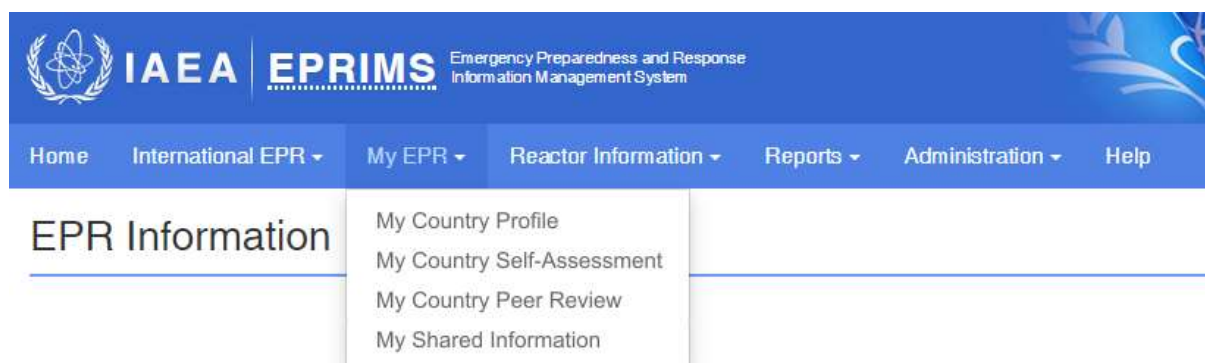 IAEA EPRIMS Emergency Preparedness and Response
Information Management System
Home International EPR My EPR Reactor Information Reports Administration Help
EPR Information
My Country Profile
My Country Self-Assessment
My Country Peer Review
My Shared Information